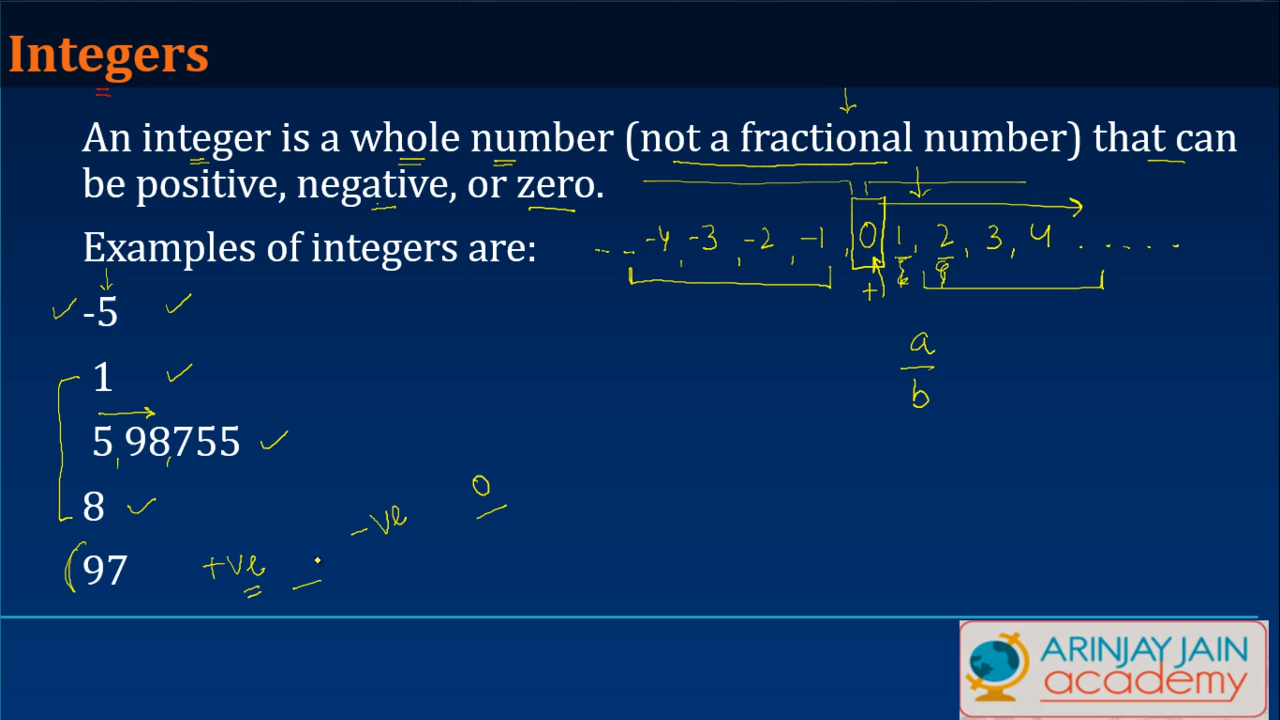 Integers
An integer is a whole number (not a fractional number) that can
be positive, negative, or zero.
-4, -3, -2, -1, 0 1, 2, 3, 4 . . . . .
Examples of integers are:
-5
a
b
1
5,98,755
8
-ve 0
(97 +ve
ARINJAY JAIN
academy